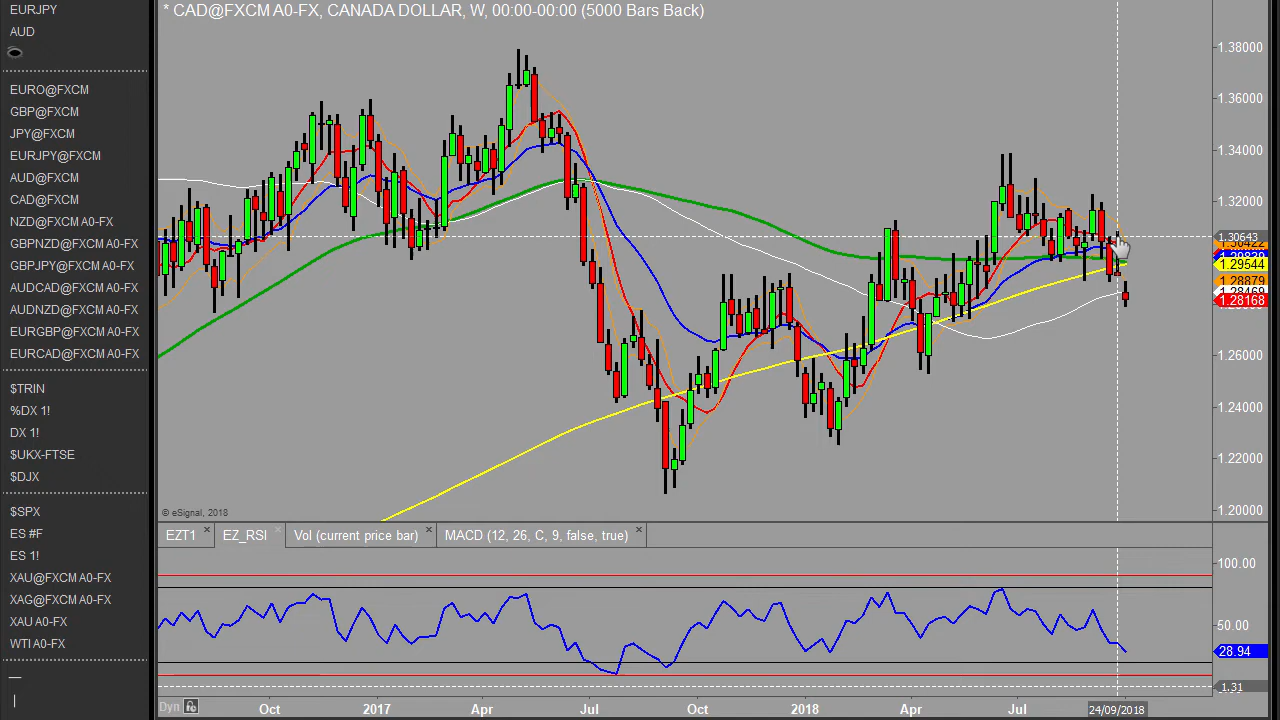 EURJPY
AUD
EURO@FXCM
GBP@FXCM
JPY@FXCM
EURJPY@FXCM
AUD@FXCM
CAD@FXCM
NZD@FXCM A0-FX
GBPNZD@FXCM A0-FX
GBPJPY@FXCM A0-FX
AUDCAD@FXCM A0-FX
AUDNZD@FXCM A0-FX
EURGBP@FXCM A0-FX
EURCAD@FXCM A0-FX
$TRIN
%DX 1!
DX 1!
$UKX-FTSE
$DJX
$SPX
ES #F
ES 1!
XAU@FXCM A0-FX
XAG@FXCM A0-FX
XAU A0-FX
WTI A0-FX
* CAD@FXCM A0-FX, CANADA DOLLAR, W, 00:00-00:00 (5000 Bars Back)
1.38000
1.36000
1.34000
1.32000
1.30643
1.29544
1.28879
1.28168
1.26000
1.24000
1.22000
1.20000
© eSignal, 2018
EZT1 × EZ_RSI × Vol (current price bar) × MACD (12, 26, C, 9, false, true) ×
100.00
50.00
28.94
1.31
Dyn Oct 2017 Apr Jul Oct 2018 Apr Jul 24/09/2018